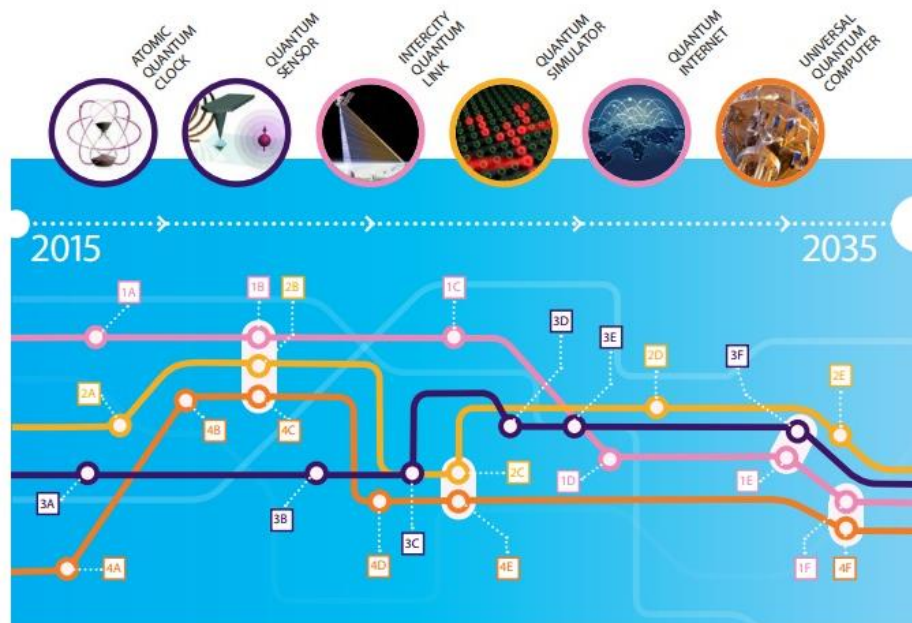 ATOMIC
QUANTUM
CLOCK
QUANTUM
SENSOR
INTERCITY
QUANTUM
LINK
QUANTUM
SIMULATOR
QUANTUM
INTERNET
UNIVERSAL
QUANTUM
COMPUTER
2015
2035
1A
1B
2B
1C
3D
3E
2D
3F
2E
2A
4B
4C
3A
3B
2C
1D
1E
4A
4D
3C
4E
1F
4F